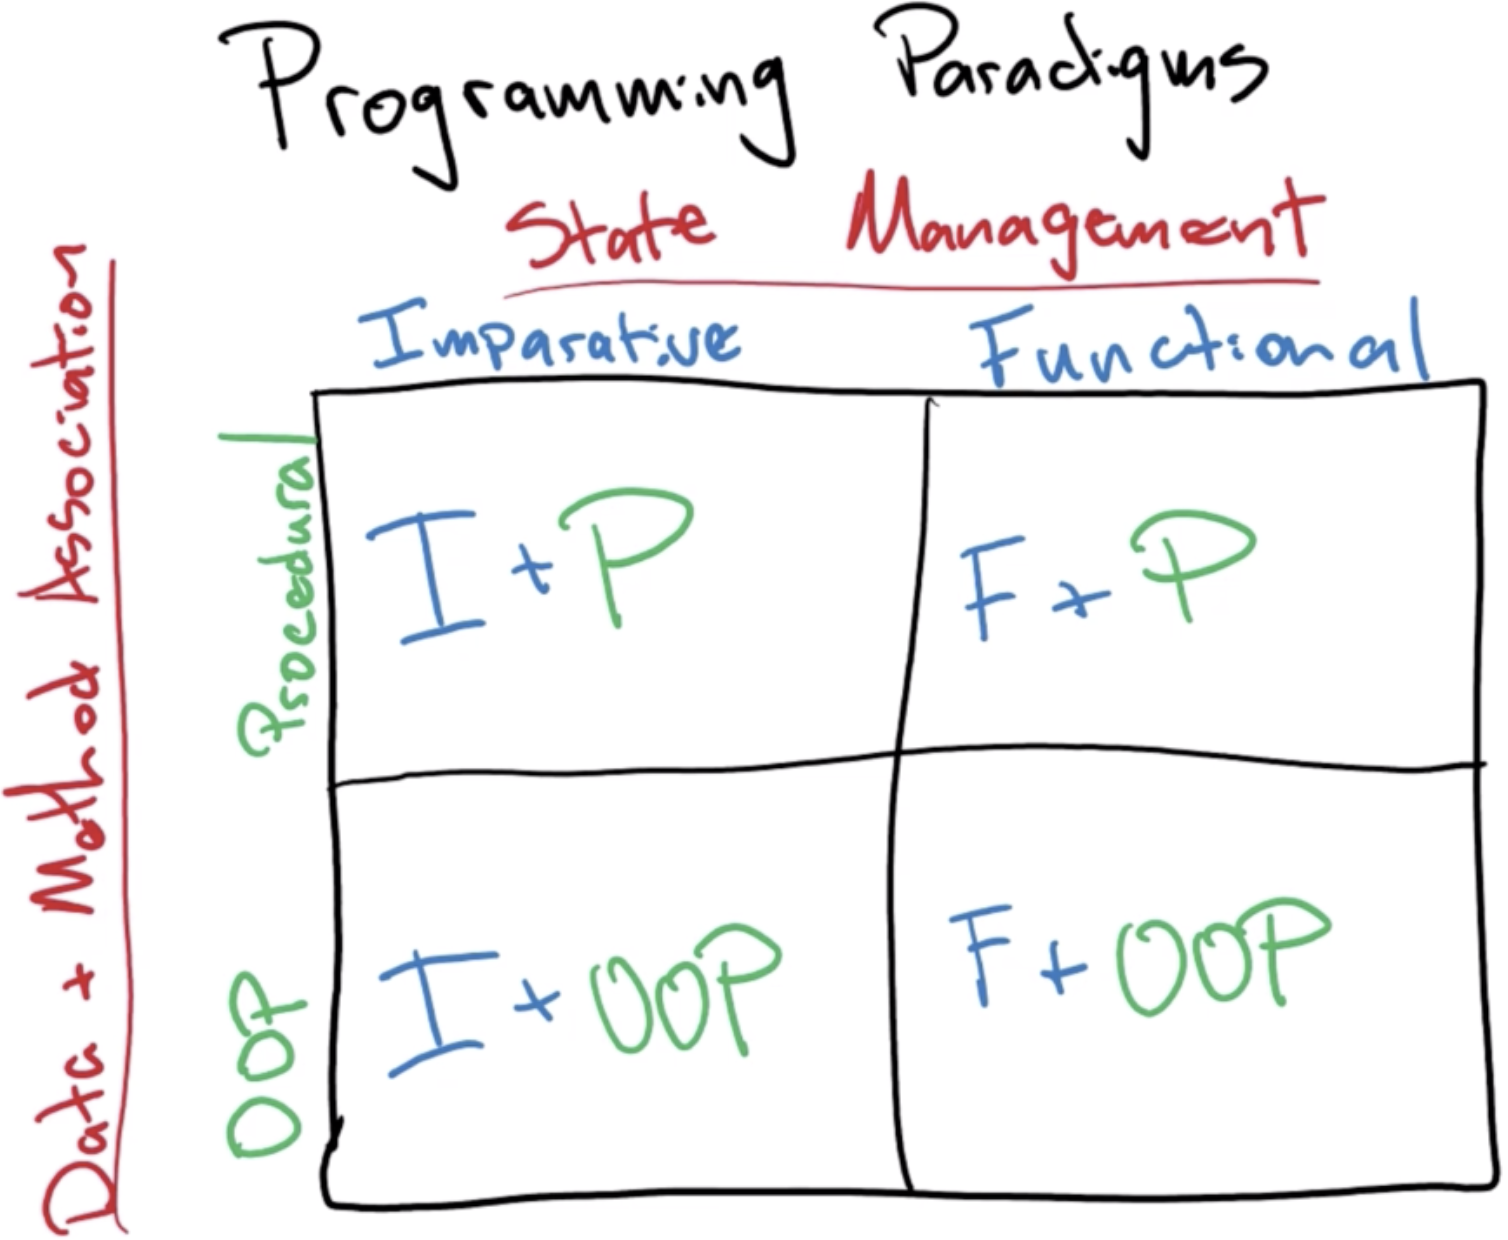 Programming Paradigms
State Management
Imparative Functional
Data + Method Association
Procedural
I + P F + P
OOP
I + OOP F + OOP